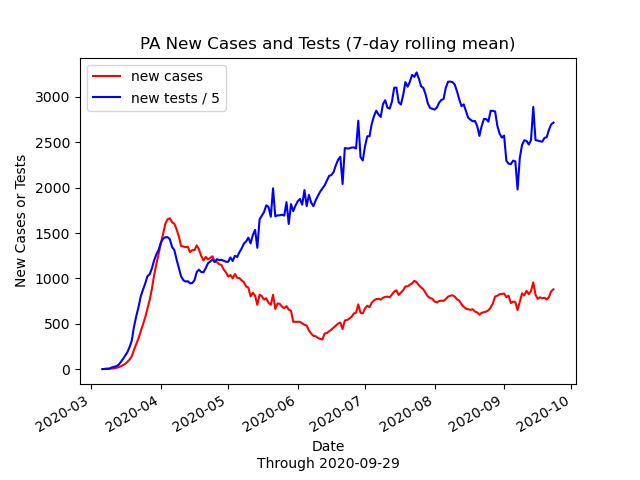 PA New Cases and Tests (7-day rolling mean)
new cases
new tests / 5
New Cases or Tests
3000
2500
2000
1500
1000
500
0
2020-03
2020-04
2020-05
2020-06
2020-07
2020-08
2020-09
2020-10
Date
Through 2020-09-29